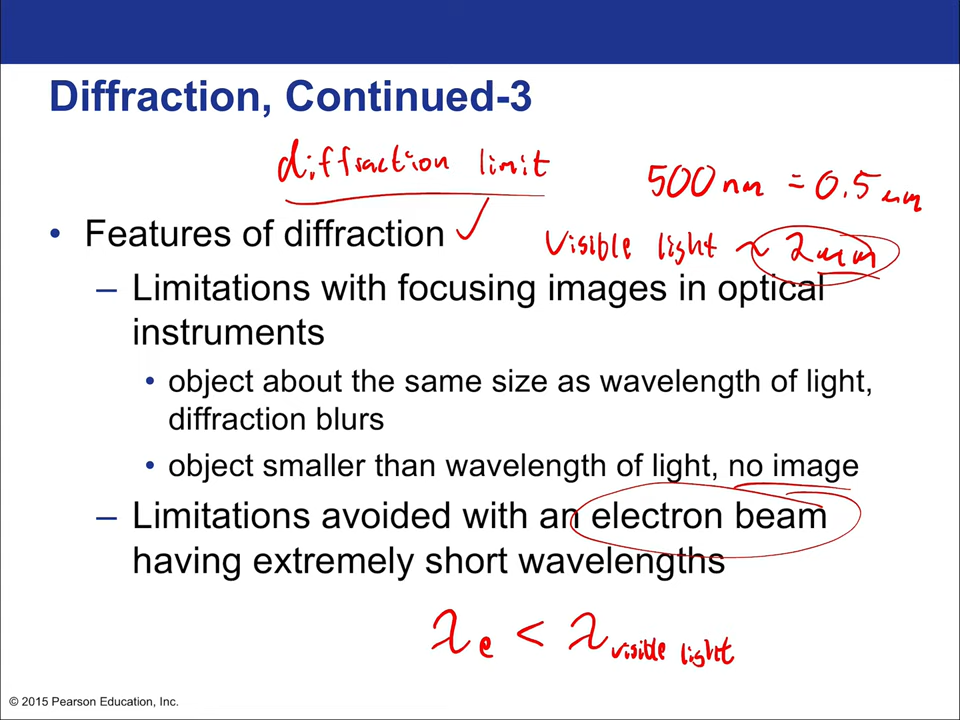 Diffraction, Continued-3
diffraction limit
500 nm = 0.5 μm
• Features of diffraction ✓
visible light ~ 2 μm
– Limitations with focusing images in optical
instruments
• object about the same size as wavelength of light,
diffraction blurs
• object smaller than wavelength of light, no image
– Limitations avoided with an electron beam
having extremely short wavelengths
λe < λvisible light
© 2015 Pearson Education, Inc.